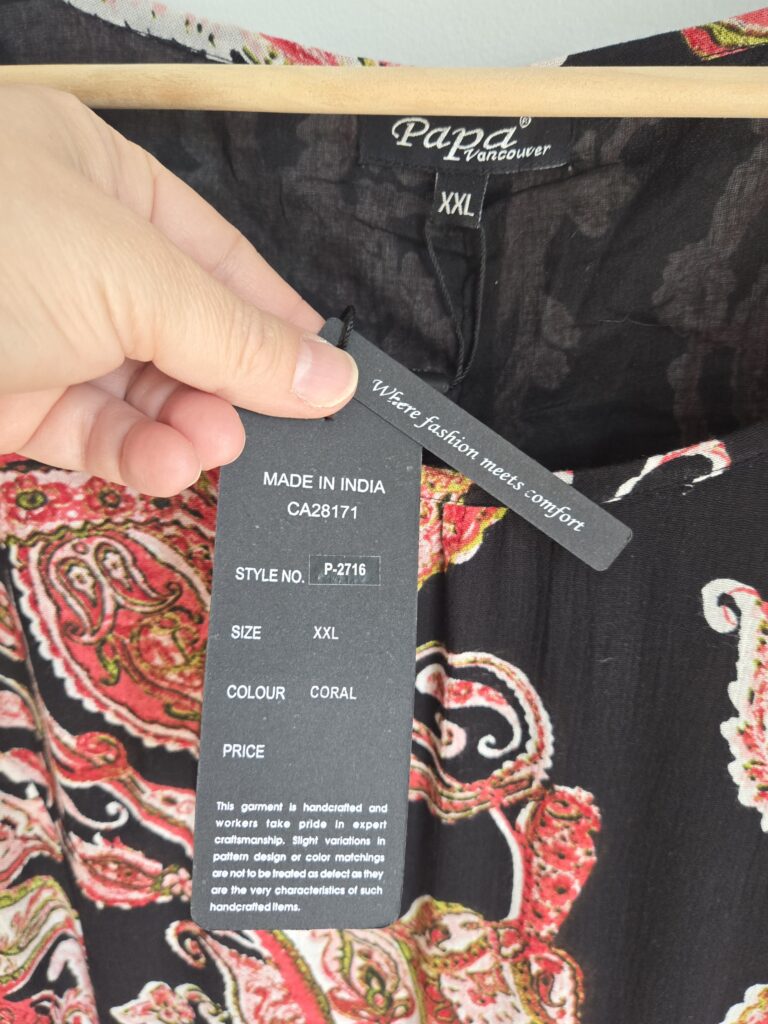 Papa®
Vancouver
XXL
Where fashion meets comfort
MADE IN INDIA
CA28171
STYLE NO. P-2716
SIZE XXL
COLOUR CORAL
PRICE
This garment is handcrafted and
workers take pride in expert
craftsmanship. Slight variations in
pattern design or color matchings
are not to be treated as defect as they
are the very characteristics of such
handcrafted items.